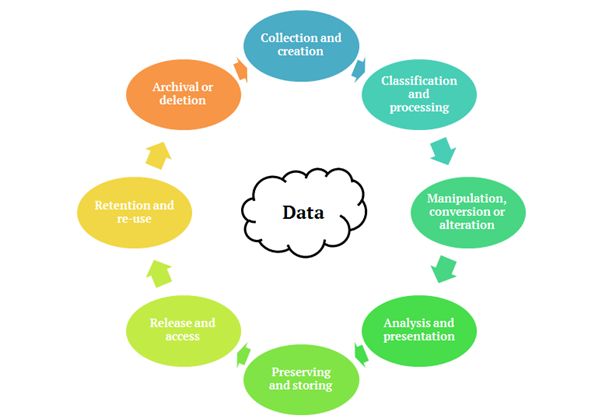 Collection and
creation
Classification
and
processing
Manipulation,
conversion or
alteration
Analysis and
presentation
Preserving
and storing
Release and
access
Retention and
re-use
Archival or
deletion
Data